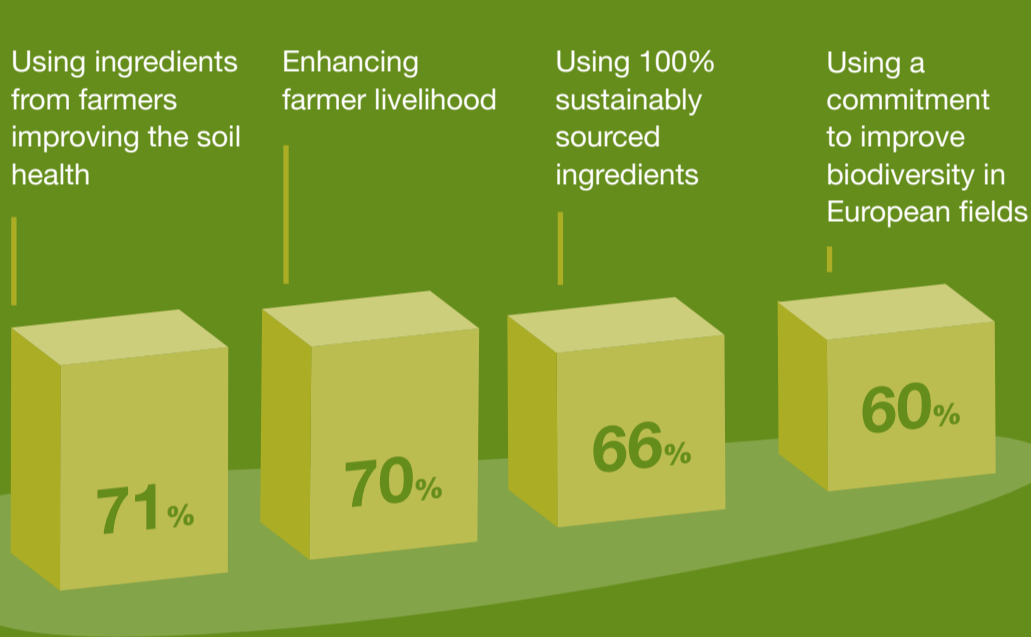 Using ingredients
from farmers
improving the soil
health
Enhancing
farmer livelihood
Using 100%
sustainably
sourced
ingredients
Using a
commitment
to improve
biodiversity in
European fields
71%
70%
66%
60%